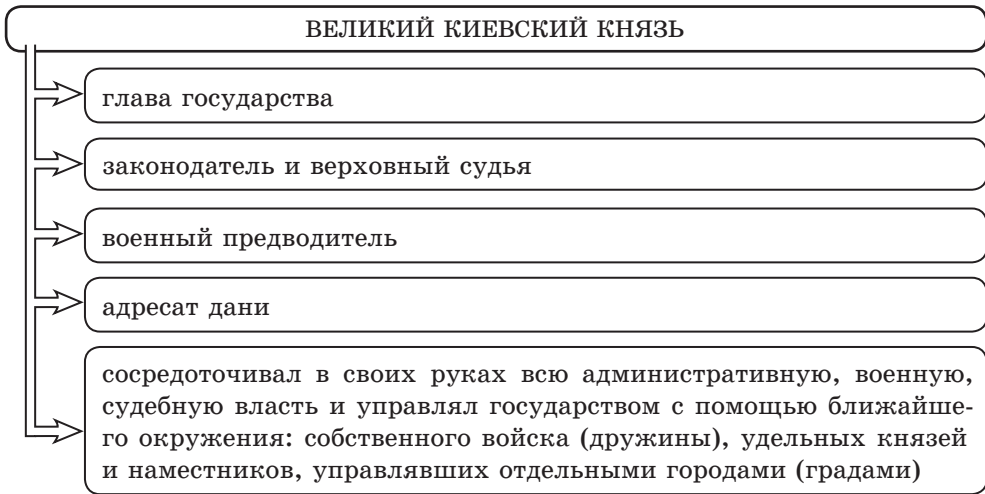 ВЕЛИКИЙ КИЕВСКИЙ КНЯЗЬ
глава государства
законодатель и верховный судья
военный предводитель
адресат дани
сосредоточивал в своих руках всю административную, военную,
судебную власть и управлял государством с помощью ближайше-
го окружения: собственного войска (дружины), удельных князей
и наместников, управлявших отдельными городами (градами)